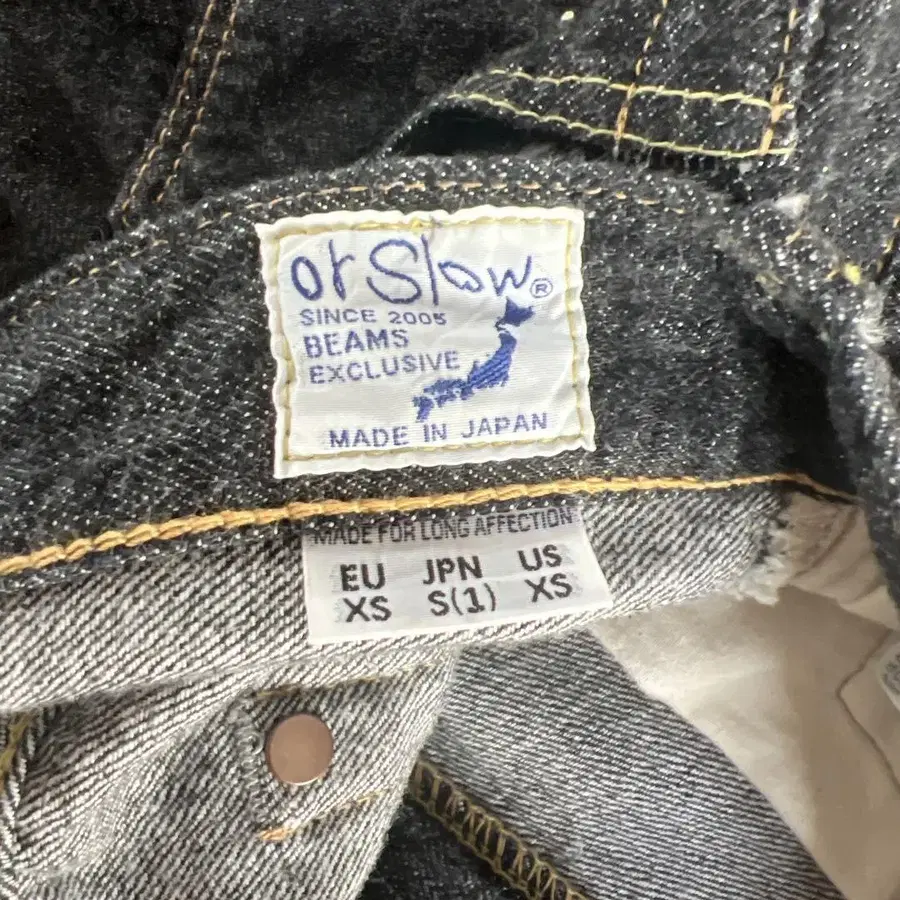 orSlow®
SINCE 2005
BEAMS
EXCLUSIVE
MADE IN JAPAN
MADE FOR LONG AFFECTION
EU JPN US
XS S(1) XS